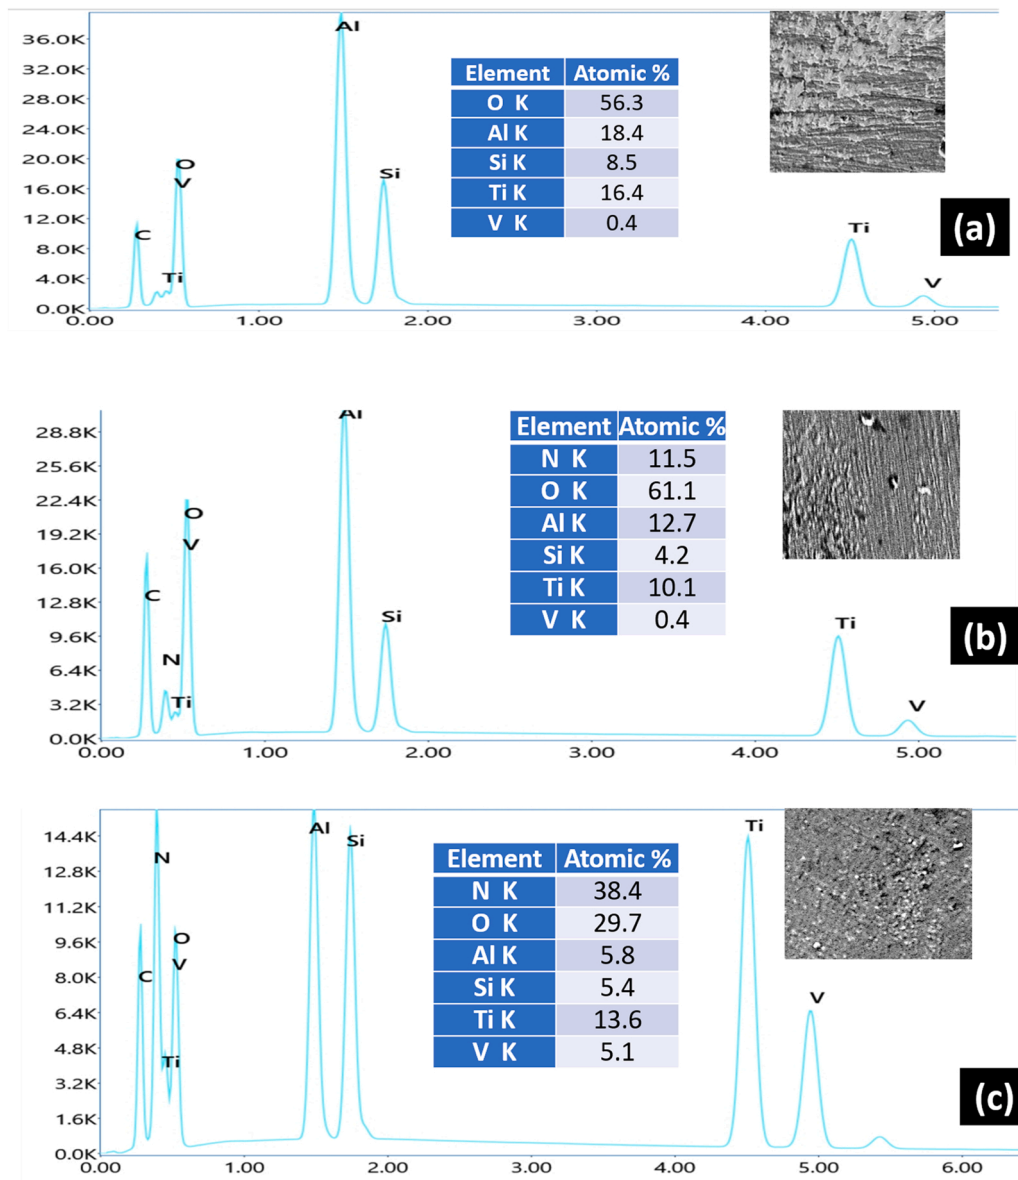 36.0K
32.0K
28.0K
24.0K
20.0K
16.0K
12.0K
8.0K
4.0K
0.0K
0.00 1.00 2.00 3.00 4.00 5.00
C
Ti
O
V
Al
Si
Ti
V
Element Atomic %
O K 56.3
Al K 18.4
Si K 8.5
Ti K 16.4
V K 0.4
(a)
28.8K
25.6K
22.4K
19.2K
16.0K
12.8K
9.6K
6.4K
3.2K
0.0K
0.00 1.00 2.00 3.00 4.00 5.00
C
N
Ti
O
V
Al
Si
Ti
V
Element Atomic %
N K 11.5
O K 61.1
Al K 12.7
Si K 4.2
Ti K 10.1
V K 0.4
(b)
14.4K
12.8K
11.2K
9.6K
8.0K
6.4K
4.8K
3.2K
1.6K
0.0K
0.00 1.00 2.00 3.00 4.00 5.00 6.00
C
N
Ti
O
V
Al
Si
Ti
V
Element Atomic %
N K 38.4
O K 29.7
Al K 5.8
Si K 5.4
Ti K 13.6
V K 5.1
(c)